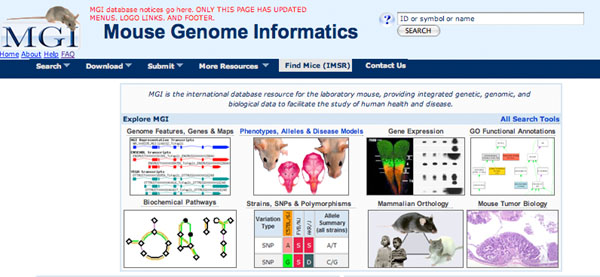 MGI database notices go here. ONLY THIS PAGE HAS UPDATED
MENUS, LOGO LINKS, AND FOOTER.
MGI
Home About Help FAQ
Mouse Genome Informatics
?
ID or symbol or name
SEARCH
Search
Download
Submit
More Resources
Find Mice (IMSR)
Contact Us
MGI is the international database resource for the laboratory mouse, providing integrated genetic, genomic, and
biological data to facilitate the study of human health and disease.
Explore MGI
All Search Tools
Genome Features, Genes & Maps
Phenotypes, Alleles & Disease Models
Gene Expression
GO Functional Annotations
MGI Representative Transcripts
Biochemical Pathways
Strains, SNPs & Polymorphisms
Mammalian Orthology
Mouse Tumor Biology
Variation
Type
Allele
Summary
(all strains)
SNP A S S A/T
SNP G S D C/G